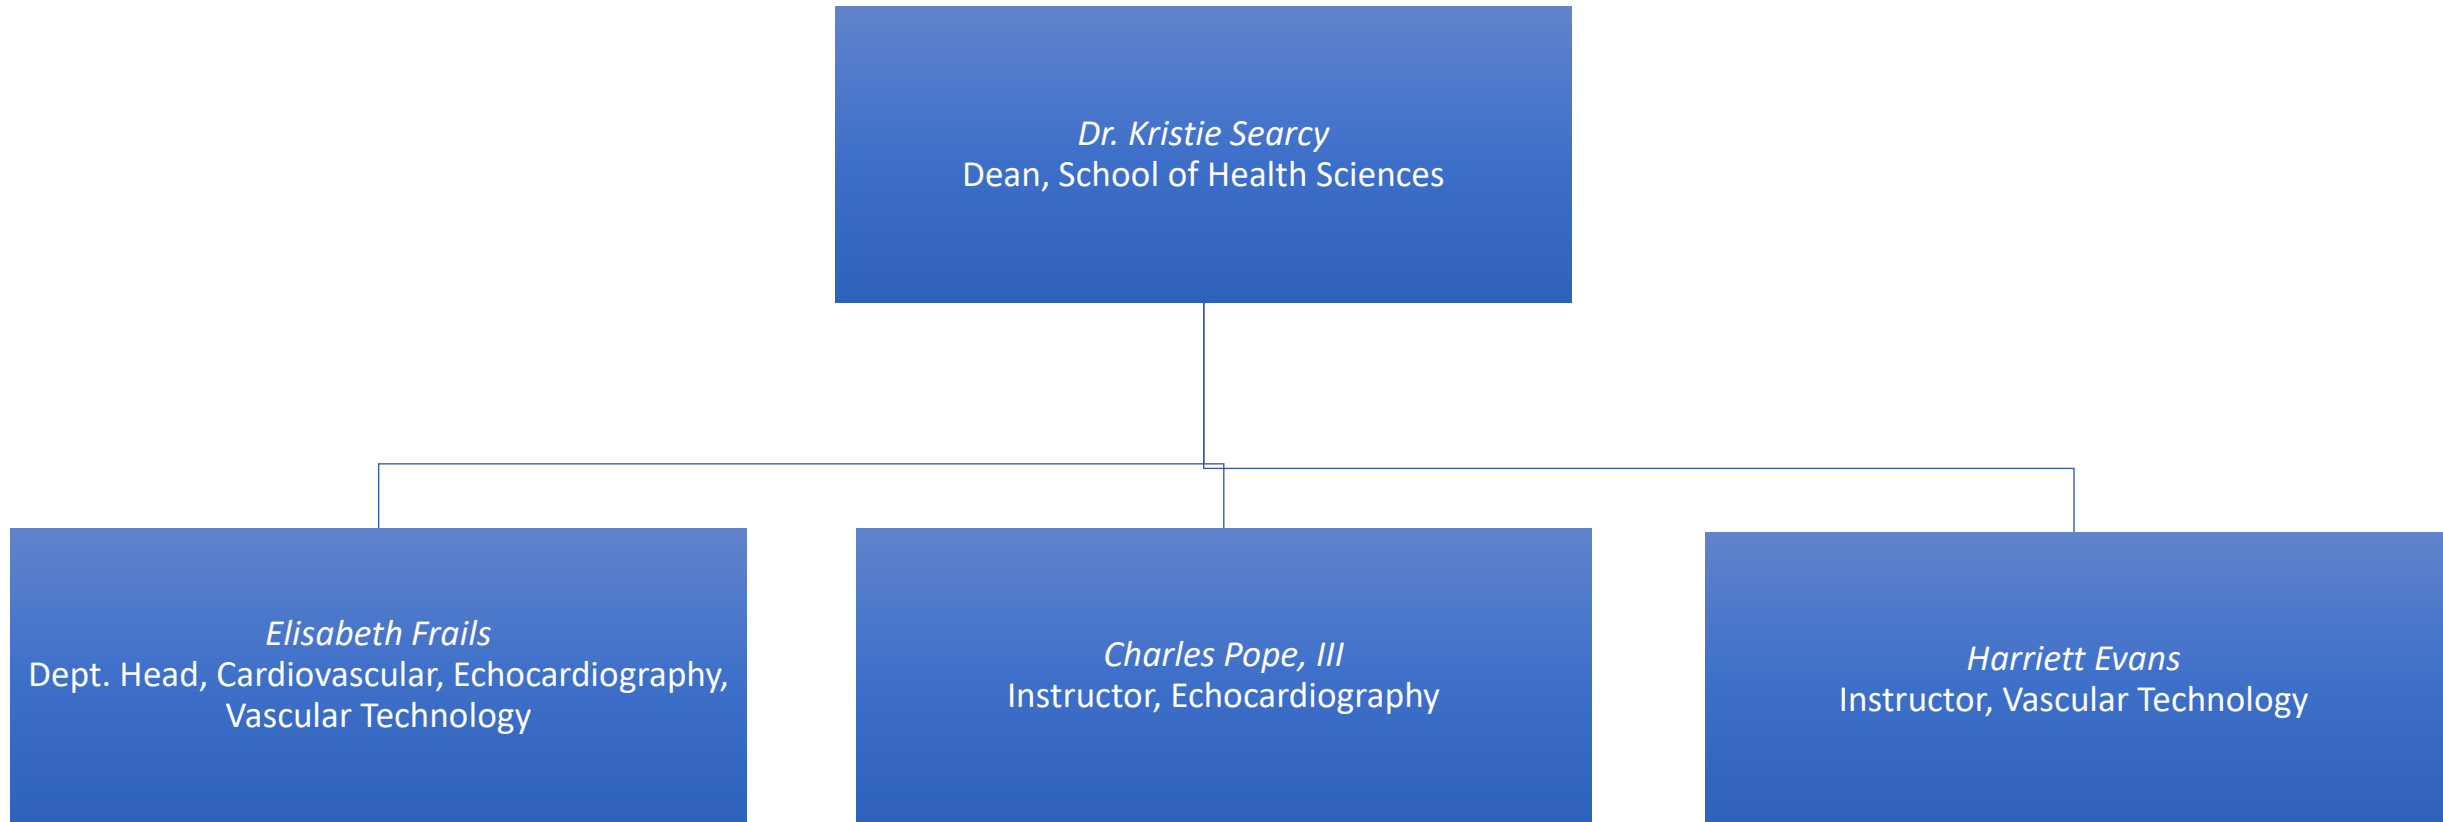 Dr. Kristie Searcy
Dean, School of Health Sciences
Elisabeth Frails
Dept. Head, Cardiovascular, Echocardiography,
Vascular Technology
Charles Pope, III
Instructor, Echocardiography
Harriett Evans
Instructor, Vascular Technology